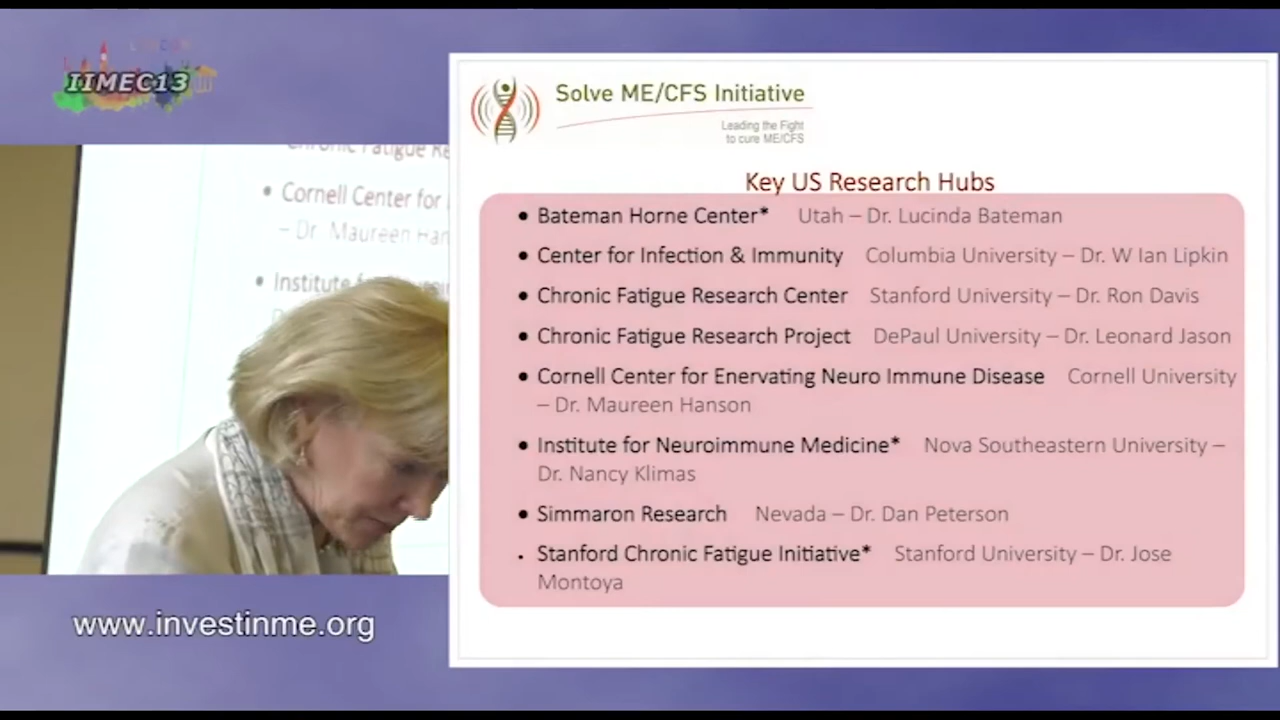 LONDON
IIMEC13
Chronic Fatigue Re
• Cornell Center for
– Dr. Maureen Han
• Institute
www.investinme.org
Solve ME/CFS Initiative
Leading the Fight
to cure ME/CFS
Key US Research Hubs
• Bateman Horne Center* Utah – Dr. Lucinda Bateman
• Center for Infection & Immunity Columbia University – Dr. W Ian Lipkin
• Chronic Fatigue Research Center Stanford University – Dr. Ron Davis
• Chronic Fatigue Research Project DePaul University – Dr. Leonard Jason
• Cornell Center for Enervating Neuro Immune Disease Cornell University
– Dr. Maureen Hanson
• Institute for Neuroimmune Medicine* Nova Southeastern University –
Dr. Nancy Klimas
• Simmaron Research Nevada – Dr. Dan Peterson
• Stanford Chronic Fatigue Initiative* Stanford University – Dr. Jose
Montoya